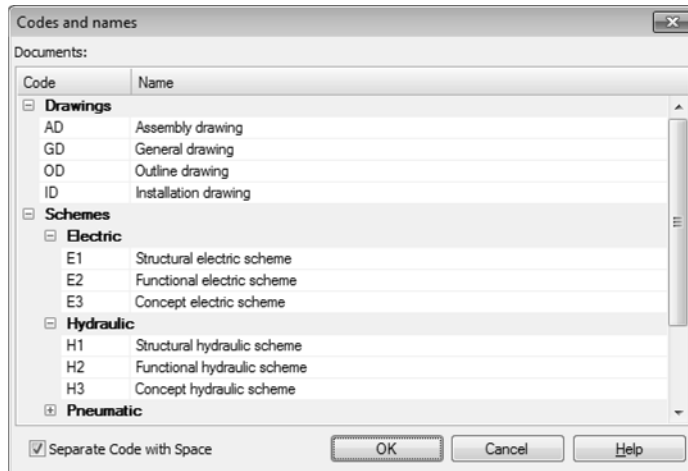 Codes and names
Documents:
Code Name
Drawings
AD Assembly drawing
GD General drawing
OD Outline drawing
ID Installation drawing
Schemes
Electric
E1 Structural electric scheme
E2 Functional electric scheme
E3 Concept electric scheme
Hydraulic
H1 Structural hydraulic scheme
H2 Functional hydraulic scheme
H3 Concept hydraulic scheme
Pneumatic
Separate Code with Space OK Cancel Help